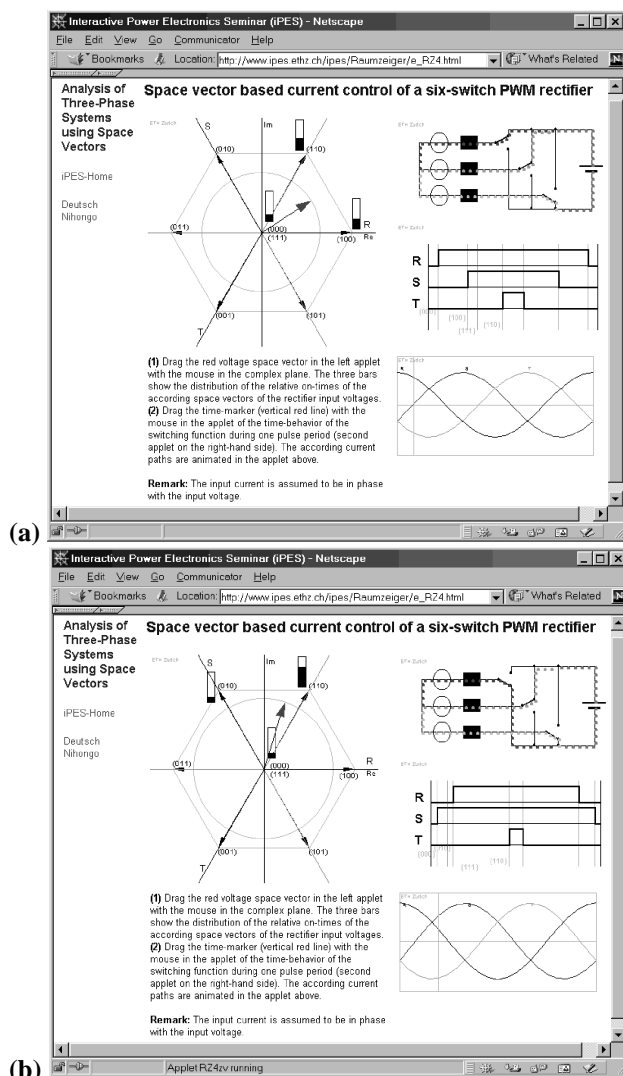 (a)
Interactive Power Electronics Seminar (iPES) - Netscape
File Edit View Go Communicator Help
Bookmarks Location: http://www.ipes.ethz.ch/ipes/Raumzeiger/e_RZ4.html What's Related N
Analysis of
Three-Phase
Systems
using Space
Vectors
iPES-Home
Deutsch
Nihongo
Space vector based current control of a six-switch PWM rectifier
S
Im
(010)
(110)
(011)
(000)
(111)
R
(100)
Re
(001)
T
(101)
R
S
T
(100)
(111)
(110)
(1) Drag the red voltage space vector in the left applet
with the mouse in the complex plane. The three bars
show the distribution of the relative on-times of the
according space vectors of the rectifier input voltages.
(2) Drag the time-marker (vertical red line) with the
mouse in the applet of the time-behavior of the
switching function during one pulse period (second
applet on the right-hand side). The according current
paths are animated in the applet above.
Remark: The input current is assumed to be in phase
with the input voltage.
(b)
Interactive Power Electronics Seminar (iPES) - Netscape
File Edit View Go Communicator Help
Bookmarks Location: http://www.ipes.ethz.ch/ipes/Raumzeiger/e_RZ4.html What's Related N
Analysis of
Three-Phase
Systems
using Space
Vectors
iPES-Home
Deutsch
Nihongo
Space vector based current control of a six-switch PWM rectifier
S
Im
(010)
(110)
(011)
(000)
(111)
R
(100)
Re
(001)
T
(101)
R
S
T
(111)
(110)
(1) Drag the red voltage space vector in the left applet
with the mouse in the complex plane. The three bars
show the distribution of the relative on-times of the
according space vectors of the rectifier input voltages.
(2) Drag the time-marker (vertical red line) with the
mouse in the applet of the time-behavior of the
switching function during one pulse period (second
applet on the right-hand side). The according current
paths are animated in the applet above.
Remark: The input current is assumed to be in phase
with the input voltage.
Applet RZ4zv running